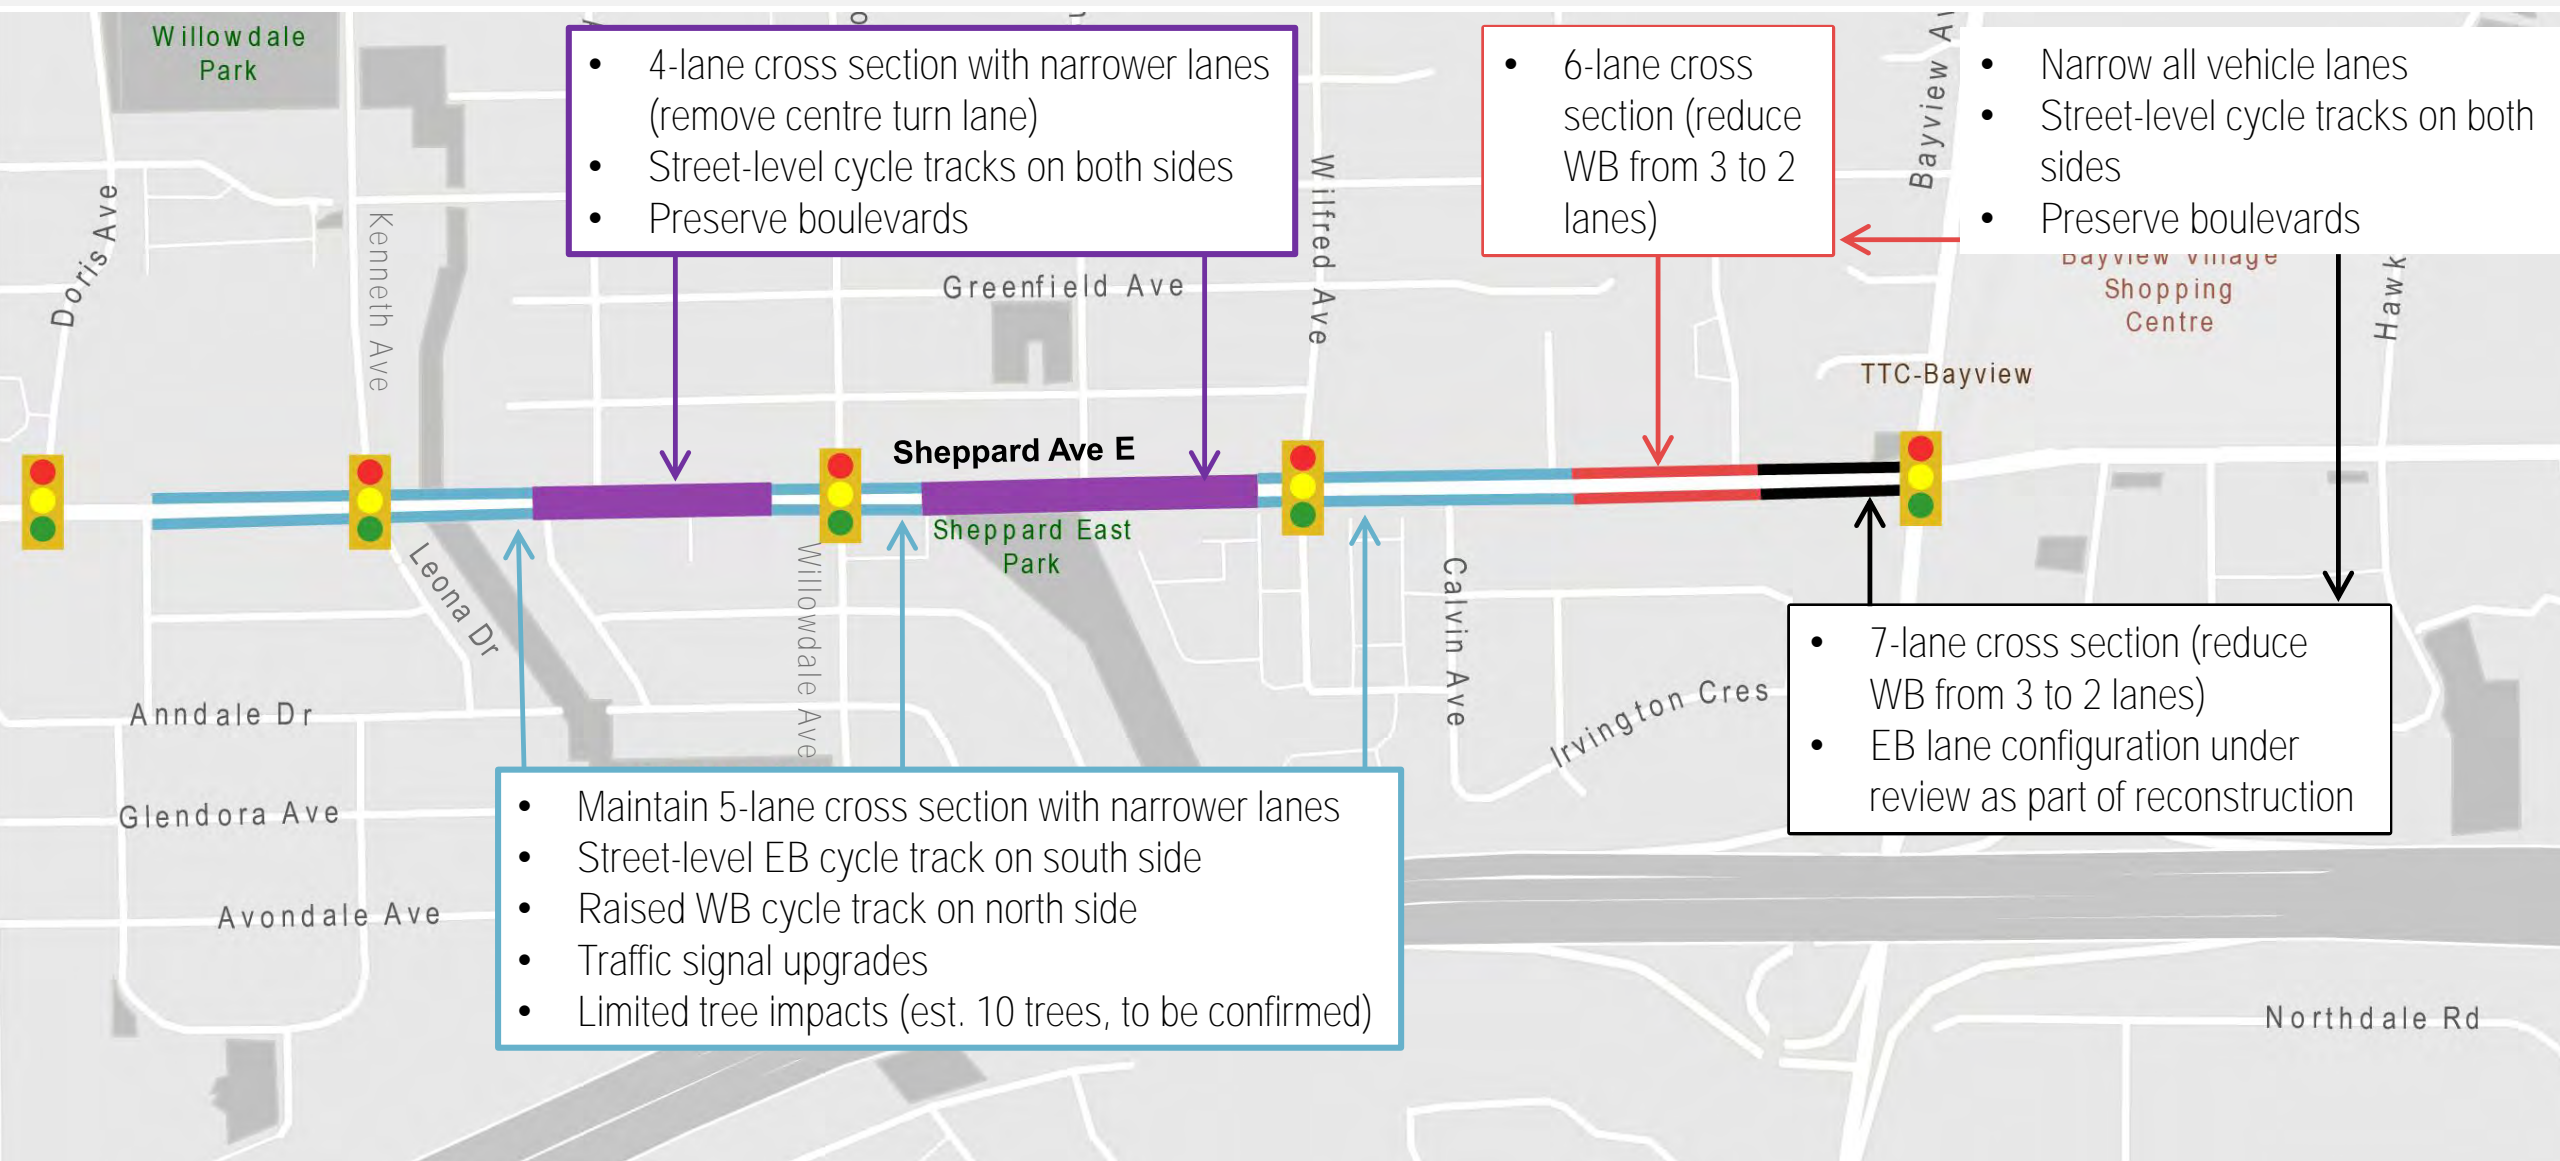 Willowdale
Park
• 4-lane cross section with narrower lanes
(remove centre turn lane)
• Street-level cycle tracks on both sides
• Preserve boulevards
• 6-lane cross
section (reduce
WB from 3 to 2
lanes)
• Narrow all vehicle lanes
• Street-level cycle tracks on both
sides
• Preserve boulevards
Doris Ave
Kenneth Ave
Wilfred Ave
Greenfield Ave
Bayview
Bayview Village
Shopping
Centre
TTC-Bayview
Sheppard Ave E
Sheppard East
Park
Leona Dr
Willowdale Ave
Calvin Ave
Irvington Cres
• 7-lane cross section (reduce
WB from 3 to 2 lanes)
• EB lane configuration under
review as part of reconstruction
Anndale Dr
Glendora Ave
Avondale Ave
• Maintain 5-lane cross section with narrower lanes
• Street-level EB cycle track on south side
• Raised WB cycle track on north side
• Traffic signal upgrades
• Limited tree impacts (est. 10 trees, to be confirmed)
Northdale Rd